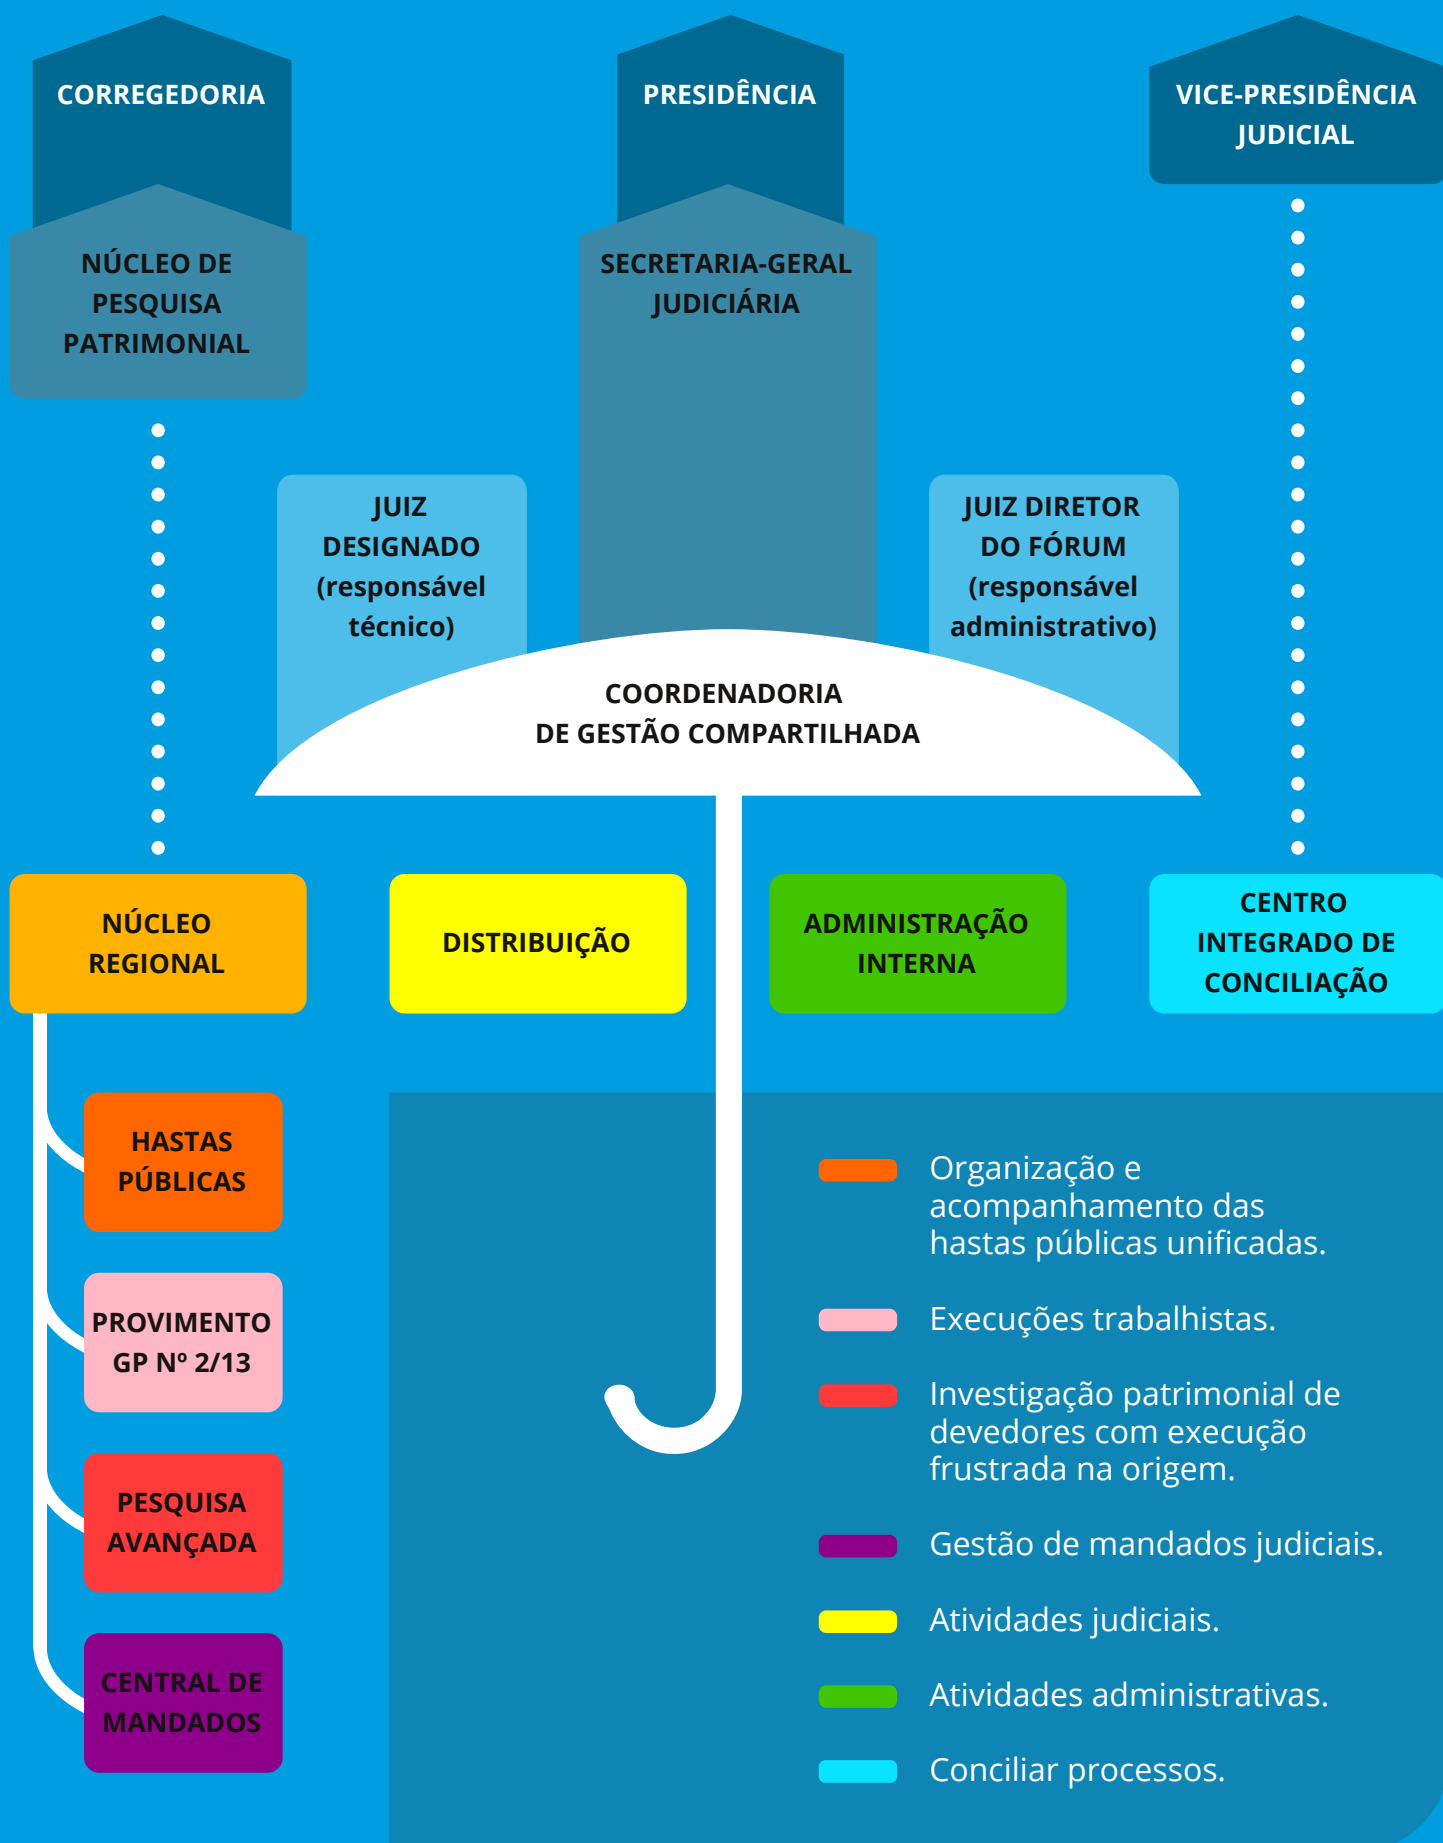 CORREGEDORIA
PRESIDÊNCIA
VICE-PRESIDÊNCIA
JUDICIAL
NÚCLEO DE
PESQUISA
PATRIMONIAL
SECRETARIA-GERAL
JUDICIÁRIA
JUIZ
DESIGNADO
(responsável
técnico)
JUIZ DIRETOR
DO FÓRUM
(responsável
administrativo)
COORDENADORIA
DE GESTÃO COMPARTILHADA
NÚCLEO
REGIONAL
DISTRIBUIÇÃO
ADMINISTRAÇÃO
INTERNA
CENTRO
INTEGRADO DE
CONCILIAÇÃO
HASTAS
PÚBLICAS
PROVIMENTO
GP Nº 2/13
PESQUISA
AVANÇADA
CENTRAL DE
MANDADOS
Organização e
acompanhamento das
hastas públicas unificadas.
Execuções trabalhistas.
Investigação patrimonial de
devedores com execução
frustrada na origem.
Gestão de mandados judiciais.
Atividades judiciais.
Atividades administrativas.
Conciliar processos.